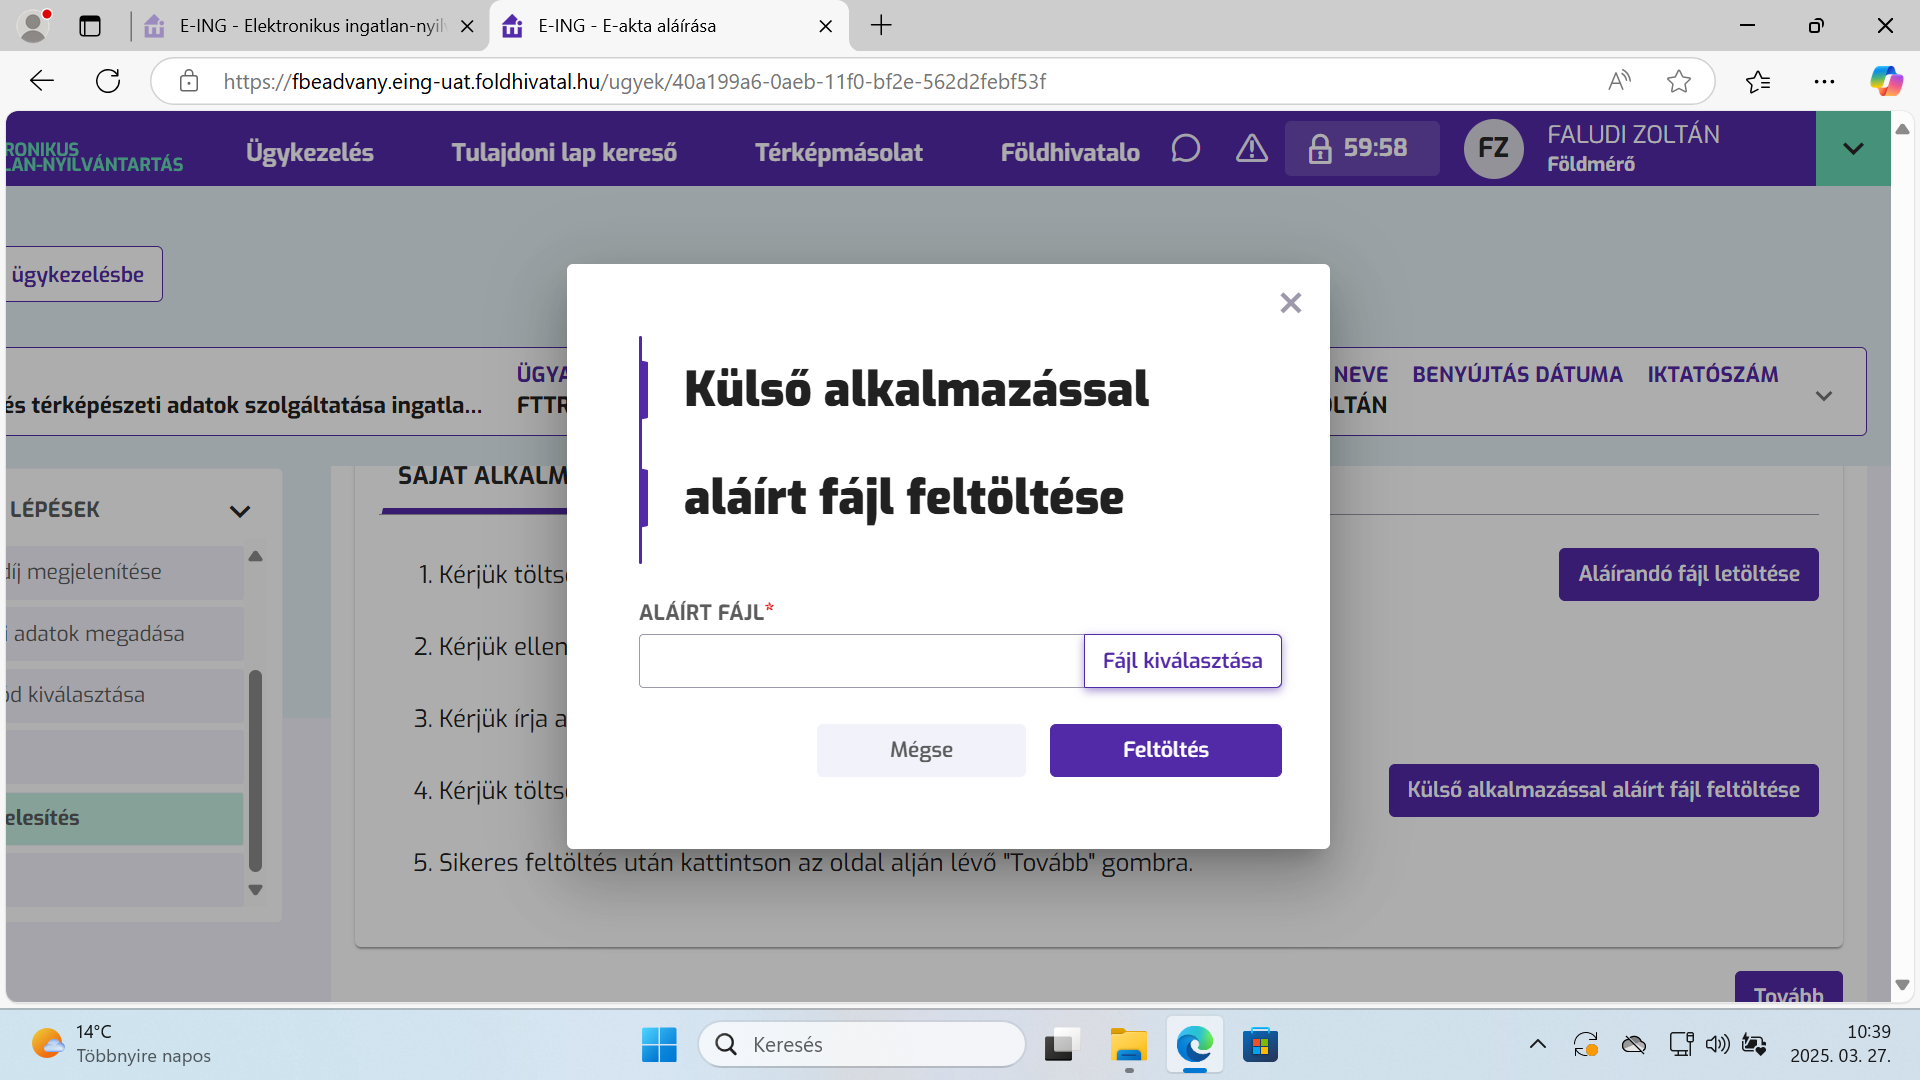 E-ING - Elektronikus ingatlan-nyil
E-ING - E-akta aláírása
https://fbeadvany.eing-uat.foldhivatal.hu/ugyek/40a199a6-0aeb-11f0-bf2e-562d2febf53f
RONIKUS
LAN-NYILVÁNTARTÁS
Ügykezelés
Tulajdoni lap kereső
Térképmásolat
Földhivatalo
59:58
FZ
FALUDI ZOLTÁN
Földmérő
ügykezelésbe
és térképészeti adatok szolgáltatása ingatla...
ÜGYA
FTTR
NEVE
OLTÁN
BENYÚJTÁS DÁTUMA
IKTATÓSZÁM
LÉPÉSEK
díj megjelenítése
i adatok megadása
ód kiválasztása
elesítés
SAJÁT ALKALM
1. Kérjük tölts
2. Kérjük ellen
3. Kérjük írja a
4. Kérjük tölts
5. Sikeres feltöltés után kattintson az oldal alján lévő "Tovább" gombra.
Aláírandó fájl letöltése
Külső alkalmazással aláírt fájl feltöltése
Tovább
Külső alkalmazással
aláírt fájl feltöltése
ALÁÍRT FÁJL*
Fájl kiválasztása
Mégse
Feltöltés
14°C
Többnyire napos
Keresés
10:39
2025. 03. 27.